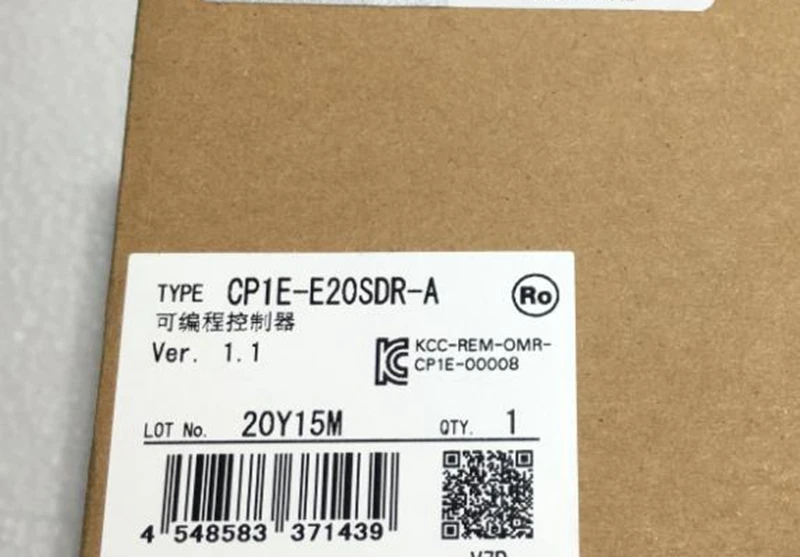 TYPE CP1E-E20SDR-A Ro
可编程控制器
Ver. 1.1
KCC-REM-OMR-
CP1E-00008
LOT No. 20Y15M QTY. 1
4 548583 371439